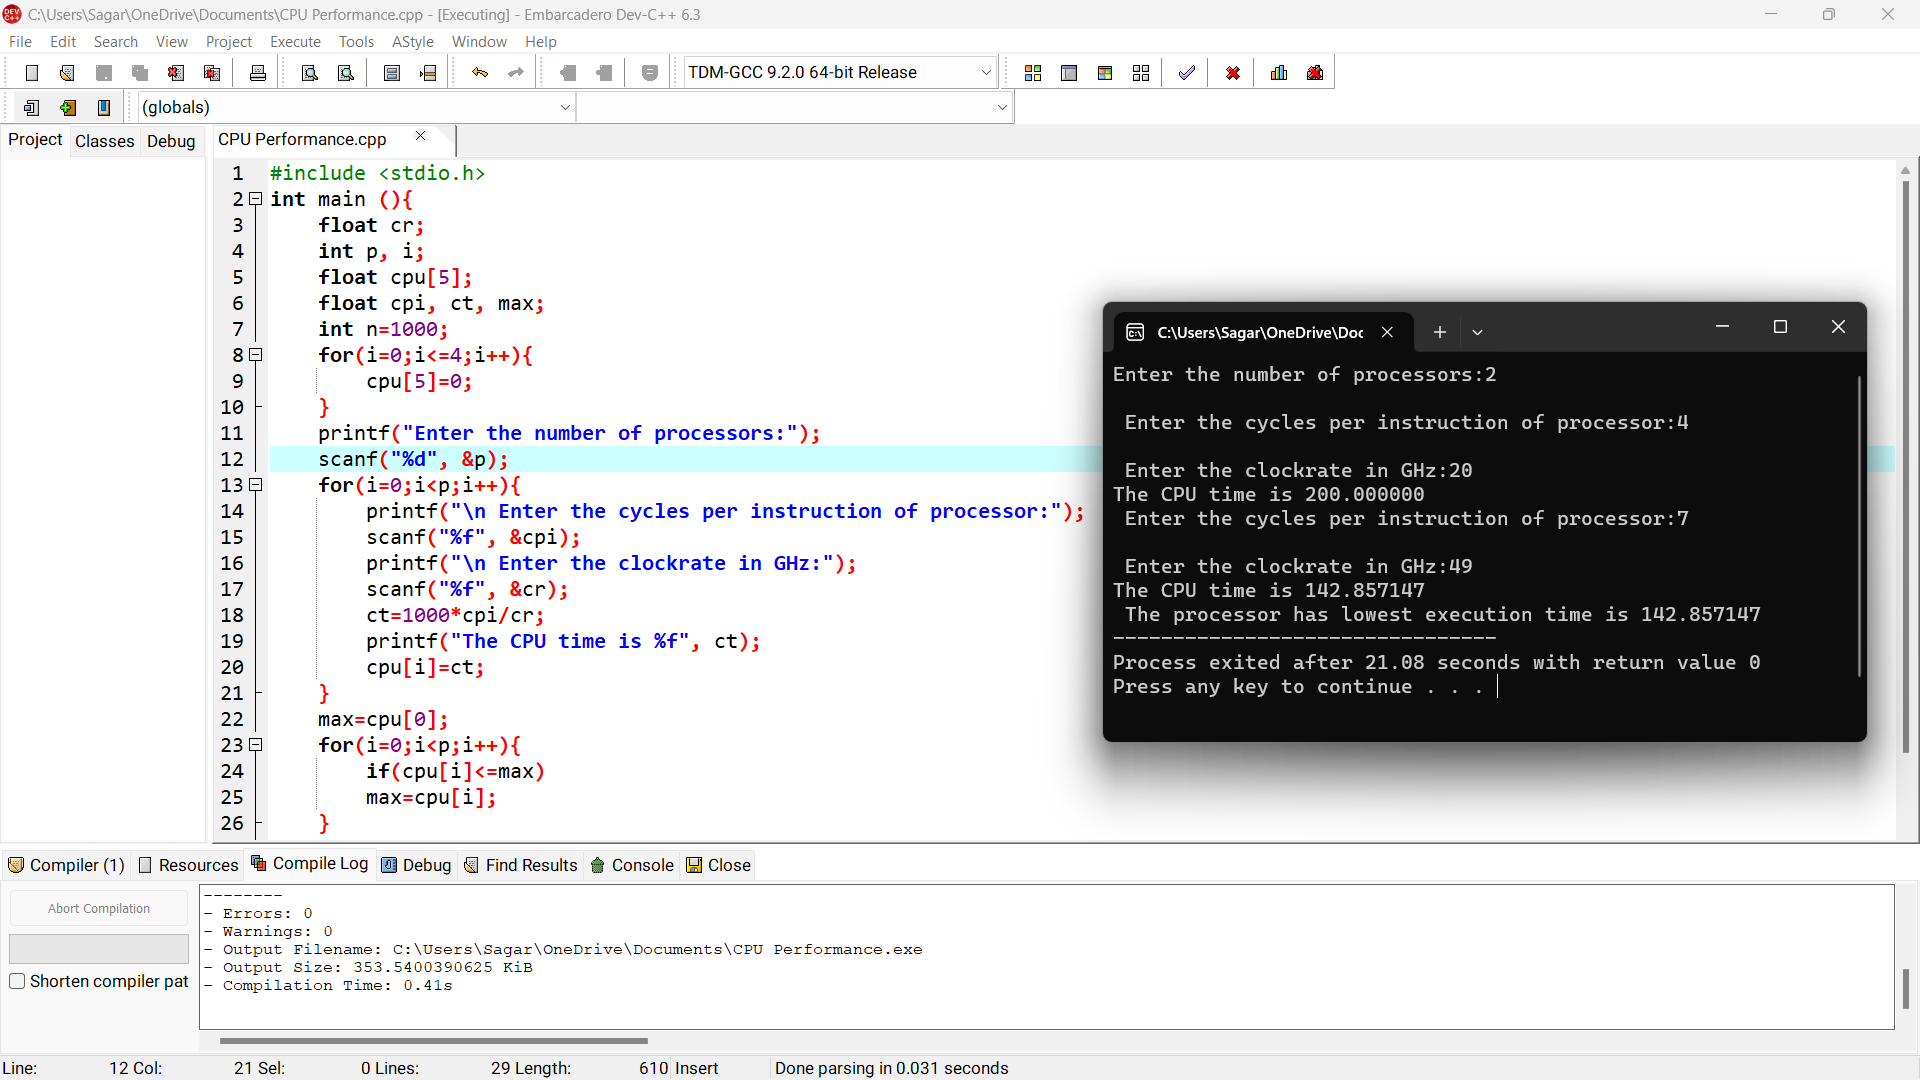 C:\Users\Sagar\OneDrive\Documents\CPU Performance.cpp - [Executing] - Embarcadero Dev-C++ 6.3
File Edit Search View Project Execute Tools AStyle Window Help
TDM-GCC 9.2.0 64-bit Release
(globals)
Project Classes Debug
CPU Performance.cpp
1 #include <stdio.h>
2 int main (){
3 float cr;
4 int p, i;
5 float cpu[5];
6 float cpi, ct, max;
7 int n=1000;
8 for(i=0;i<=4;i++){
9 cpu[5]=0;
10 }
11 printf("Enter the number of processors:");
12 scanf("%d", &p);
13 for(i=0;i<p;i++){
14 printf("\n Enter the cycles per instruction of processor:");
15 scanf("%f", &cpi);
16 printf("\n Enter the clockrate in GHz:");
17 scanf("%f", &cr);
18 ct=1000*cpi/cr;
19 printf("The CPU time is %f", ct);
20 cpu[i]=ct;
21 }
22 max=cpu[0];
23 for(i=0;i<p;i++){
24 if(cpu[i]<=max)
25 max=cpu[i];
26 }
C:\Users\Sagar\OneDrive\Doc
Enter the number of processors:2
Enter the cycles per instruction of processor:4
Enter the clockrate in GHz:20
The CPU time is 200.000000
Enter the cycles per instruction of processor:7
Enter the clockrate in GHz:49
The CPU time is 142.857147
The processor has lowest execution time is 142.857147
--------------------------------
Process exited after 21.08 seconds with return value 0
Press any key to continue . . .
Compiler (1) Resources Compile Log Debug Find Results Console Close
Abort Compilation
Shorten compiler pat
--------
- Errors: 0
- Warnings: 0
- Output Filename: C:\Users\Sagar\OneDrive\Documents\CPU Performance.exe
- Output Size: 353.5400390625 KiB
- Compilation Time: 0.41s
Line: 12 Col: 21 Sel: 0 Lines: 29 Length: 610 Insert Done parsing in 0.031 seconds